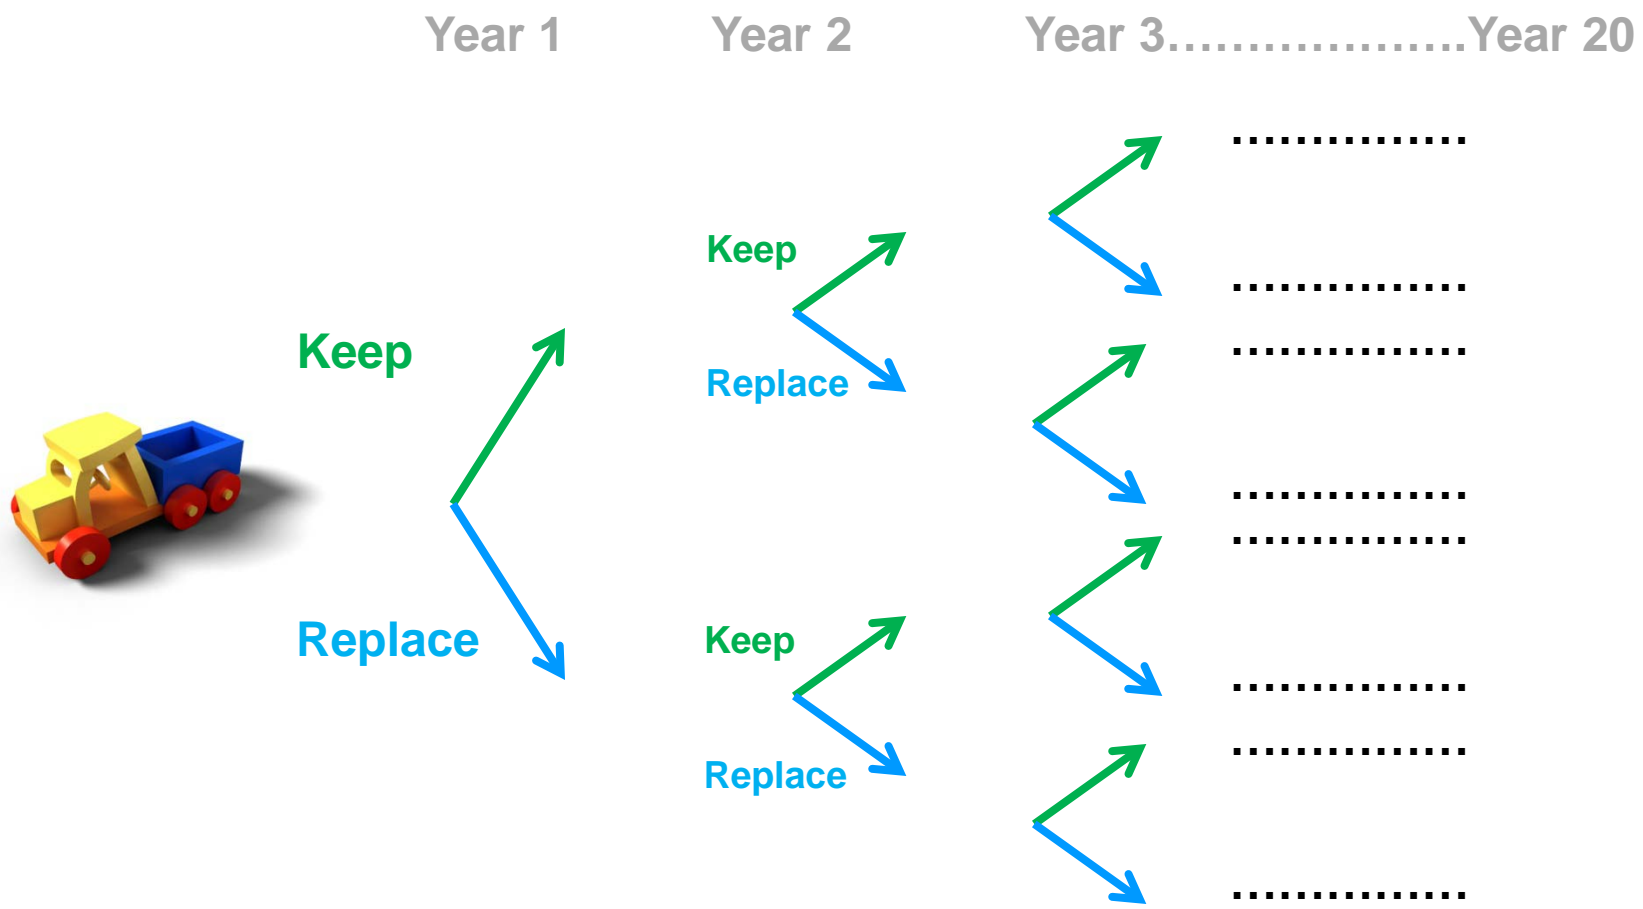 Year 1 Year 2 Year 3………………..Year 20
……………
Keep
……………
Keep
……………
Replace
……………
……………
Keep
Replace
……………
……………
Replace
……………